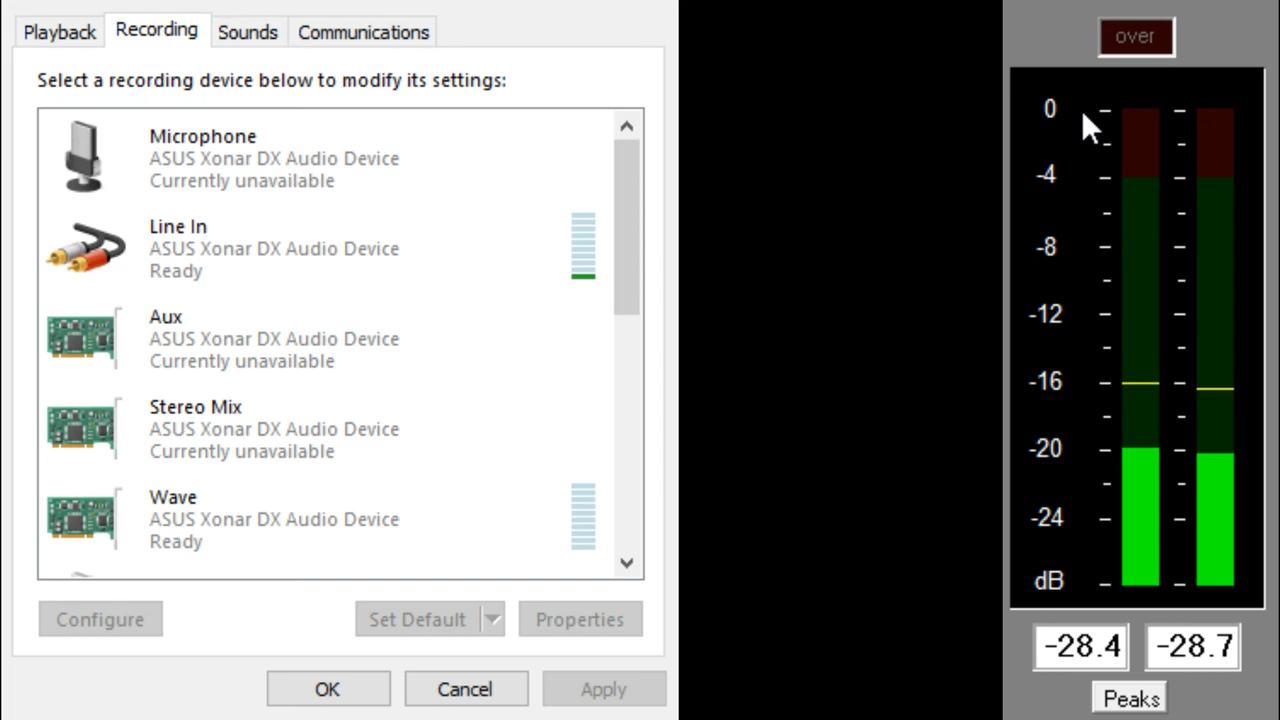 Playback
Recording
Sounds
Communications
Select a recording device below to modify its settings:
Microphone
ASUS Xonar DX Audio Device
Currently unavailable
Line In
ASUS Xonar DX Audio Device
Ready
Aux
ASUS Xonar DX Audio Device
Currently unavailable
Stereo Mix
ASUS Xonar DX Audio Device
Currently unavailable
Wave
ASUS Xonar DX Audio Device
Ready
Configure
Set Default
Properties
OK
Cancel
Apply
over
0
-4
-8
-12
-16
-20
-24
dB
-28.4
-28.7
Peaks